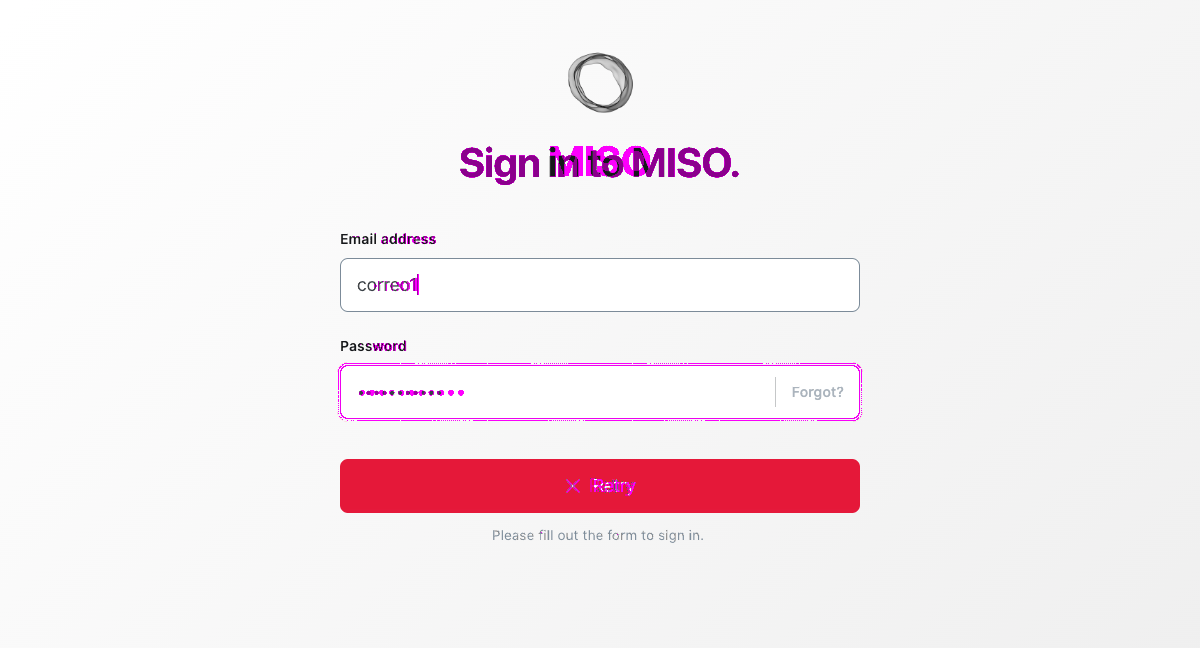 Sign in to MISO.
Email address
correo1
Password
••••••••••• Forgot?
Retry
Please fill out the form to sign in.